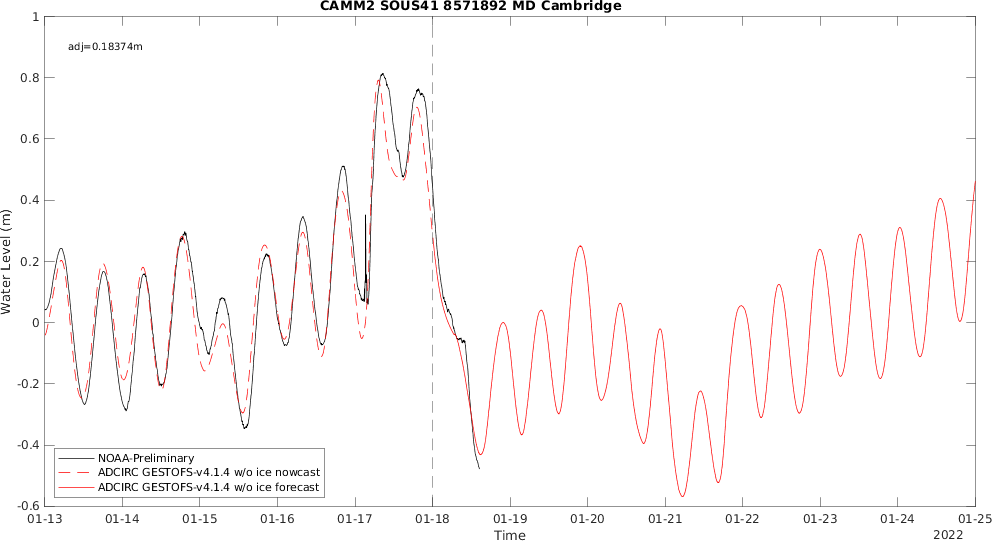 CAMM2 SOUS41 8571892 MD Cambridge
adj=0.18374m
1
0.8
0.6
0.4
0.2
0
-0.2
-0.4
-0.6
Water Level (m)
NOAA-Preliminary
ADCIRC GESTOFS-v4.1.4 w/o ice nowcast
ADCIRC GESTOFS-v4.1.4 w/o ice forecast
01-13 01-14 01-15 01-16 01-17 01-18 01-19 01-20 01-21 01-22 01-23 01-24 01-25
Time
2022